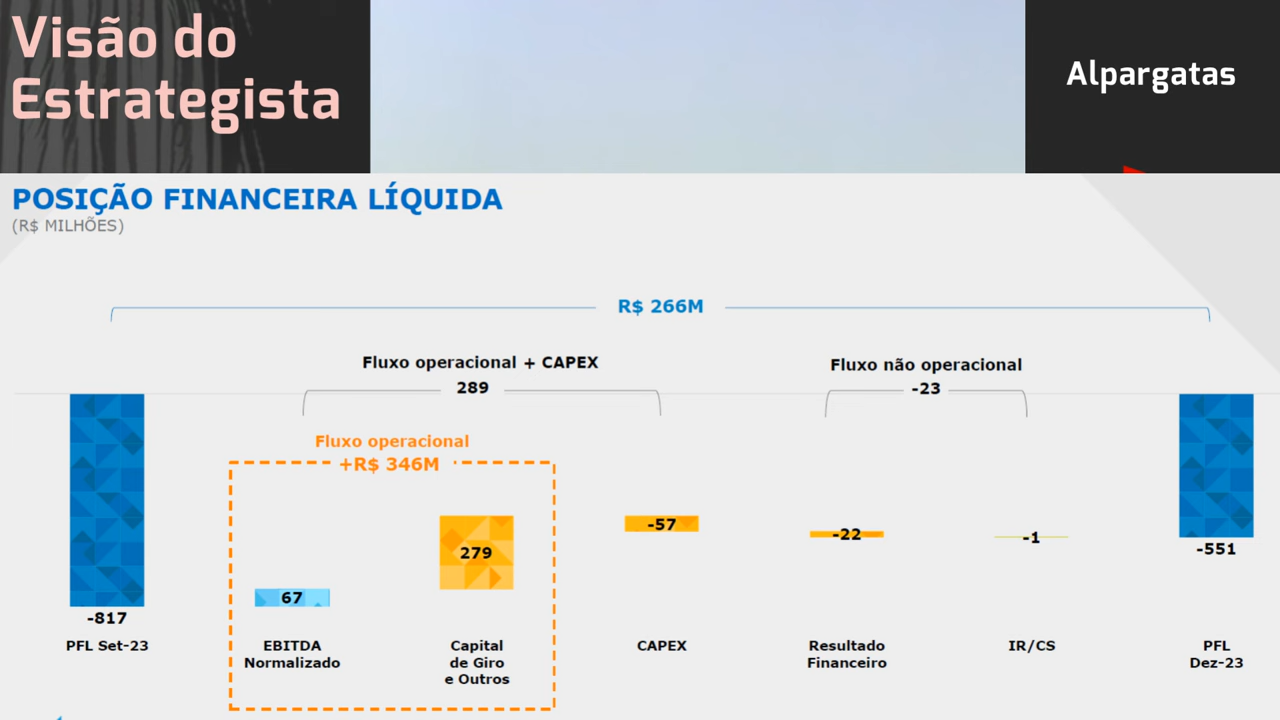 Visão do
Estrategista
Alpargatas
POSIÇÃO FINANCEIRA LÍQUIDA
(R$ MILHÕES)
R$ 266M
Fluxo operacional + CAPEX
289
Fluxo não operacional
-23
Fluxo operacional
+R$ 346M
-817
67
279
-57
-22
-1
-551
PFL Set-23
EBITDA
Normalizado
Capital
de Giro
e Outros
CAPEX
Resultado
Financeiro
IR/CS
PFL
Dez-23